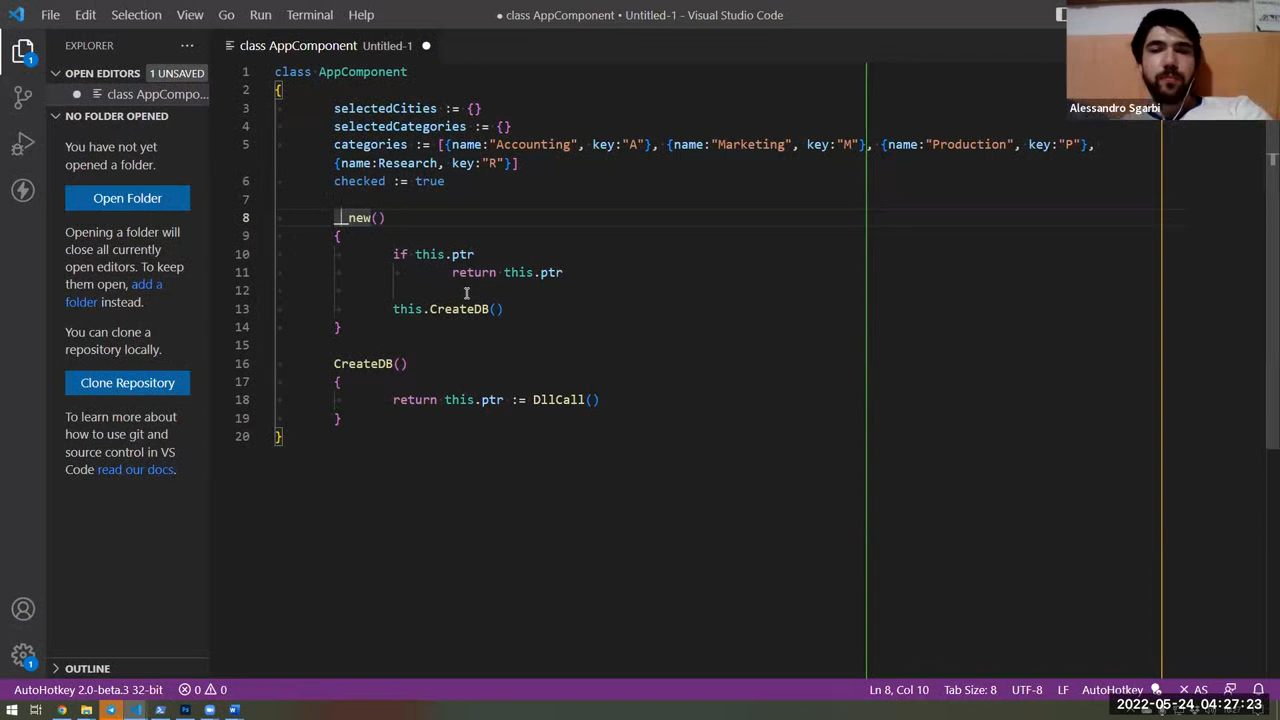 File Edit Selection View Go Run Terminal Help
● class AppComponent • Untitled-1 - Visual Studio Code
Alessandro Sgarbi
EXPLORER ···
OPEN EDITORS 1 UNSAVED
class AppCompo...
NO FOLDER OPENED
You have not yet
opened a folder.
Open Folder
Opening a folder will
close all currently
open editors. To keep
them open, add a
folder instead.
You can clone a
repository locally.
Clone Repository
To learn more about
how to use git and
source control in VS
Code read our docs.
OUTLINE
1
1
class AppComponent Untitled-1
1 class AppComponent
2 {
3 selectedCities := {}
4 selectedCategories := {}
5 categories := [{name:"Accounting", key:"A"}, {name:"Marketing", key:"M"}, {name:"Production", key:"P"},
{name:Research, key:"R"}]
6 checked := true
7
8 __new()
9 {
10 if this.ptr
11 return this.ptr
12
13 this.CreateDB()
14 }
15
16 CreateDB()
17 {
18 return this.ptr := DllCall()
19 }
20 }
AutoHotkey 2.0-beta.3 32-bit 0 0 Ln 8, Col 10 Tab Size: 8 UTF-8 LF AutoHotkey AS
2022-05-24 04:27:23